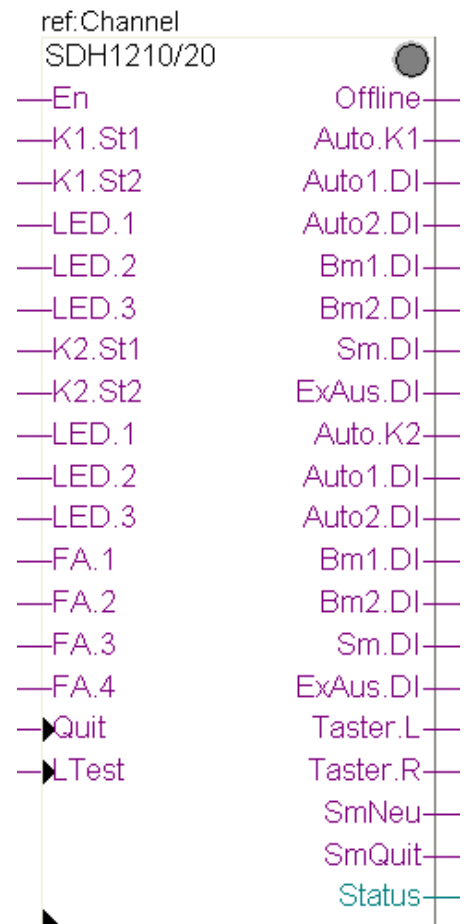 ref:Channel
SDH1210/20
En Offline
K1.St1 Auto.K1
K1.St2 Auto1.DI
LED.1 Auto2.DI
LED.2 Bm1.DI
LED.3 Bm2.DI
K2.St1 Sm.DI
K2.St2 ExAus.DI
LED.1 Auto.K2
LED.2 Auto1.DI
LED.3 Auto2.DI
FA.1 Bm1.DI
FA.2 Bm2.DI
FA.3 Sm.DI
FA.4 ExAus.DI
Quit Taster.L
LTest Taster.R
SmNeu
SmQuit
Status